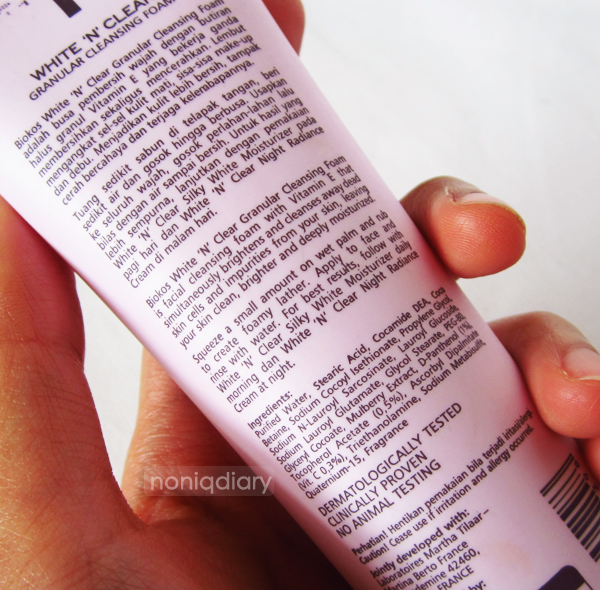 WHITE 'N' CLEAR
GRANULAR CLEANSING FOAM
Biokos White 'N' Clear Granular Cleansing Foam
adalah busa pembersih wajah dengan butiran
halus granul Vitamin E yang bekerja ganda
membersihkan sekaligus mencerahkan. Lembut
mengangkat sel-sel kulit mati, sisa-sisa make-up
dan debu. Menjadikan kulit lebih bersih, tampak
cerah bercahaya dan terjaga kelembapannya.
Tuang sedikit sabun di telapak tangan, beri
sedikit air dan gosok hingga berbusa. Usapkan
ke seluruh wajah, gosok perlahan-lahan lalu
bilas dengan air sampai bersih. Untuk hasil yang
lebih sempurna, lanjutkan dengan pemakaian
White 'N' Clear Silky White Moisturizer pada
pagi hari dan White 'N' Clear Night Radiance
Cream di malam hari.
Biokos White 'N' Clear Granular Cleansing Foam
is facial cleansing foam with Vitamin E that
simultaneously brightens and cleanses away dead
skin cells and impurities from your skin, leaving
your skin clean, brighter and deeply moisturized.
Squeeze a small amount on wet palm and rub
to create foamy lather. Apply to face and
rinse with water. For best results, follow with
White 'N' Clear Silky White Moisturizer daily
morning dan White 'N' Clear Night Radiance
Cream at night.
Ingredients:
Purified Water, Stearic Acid, Cocamide DEA, Coco
Betaine, Sodium Cocoyl Isethionate, Propylene Glycol,
Sodium N-Lauroyl Sarcosinate, Lauroyl Glucoside,
Sodium Lauroyl Glutamate, Glycol Stearate, PEG-80,
Glyceryl Cocoate, Mulberry Extract, D-Panthenol (1%),
Tocopherol Acetate (0,5%), Ascorbyl Dipalmitate
(Vit. C 0,3%), Triethanolamine, Sodium Metabisulfite,
Quaternium-15, Fragrance
DERMATOLOGICALLY TESTED
CLINICALLY PROVEN
NO ANIMAL TESTING
Perhatian! Hentikan pemakaian bila terjadi iritasi/alergi.
Caution! Cease use if irritation and allergy occurred.
Jointly developed with:
Laboratoires Martha Tilaar –
Martina Berto France
42460,
FRANCE
by:
noniqdiary